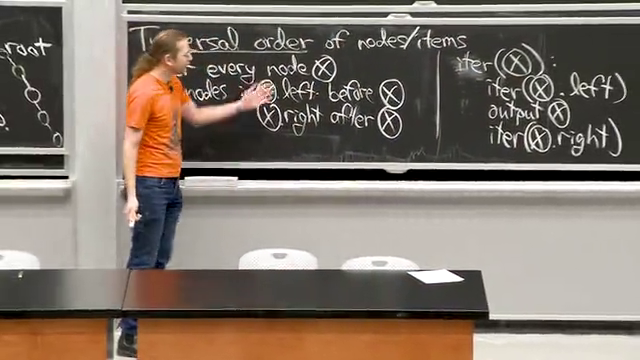 root
Traversal order of nodes/items
- every node X
nodes in X.left before X
X.right after X
iter(X):
iter(X.left)
output X
iter(X.right)